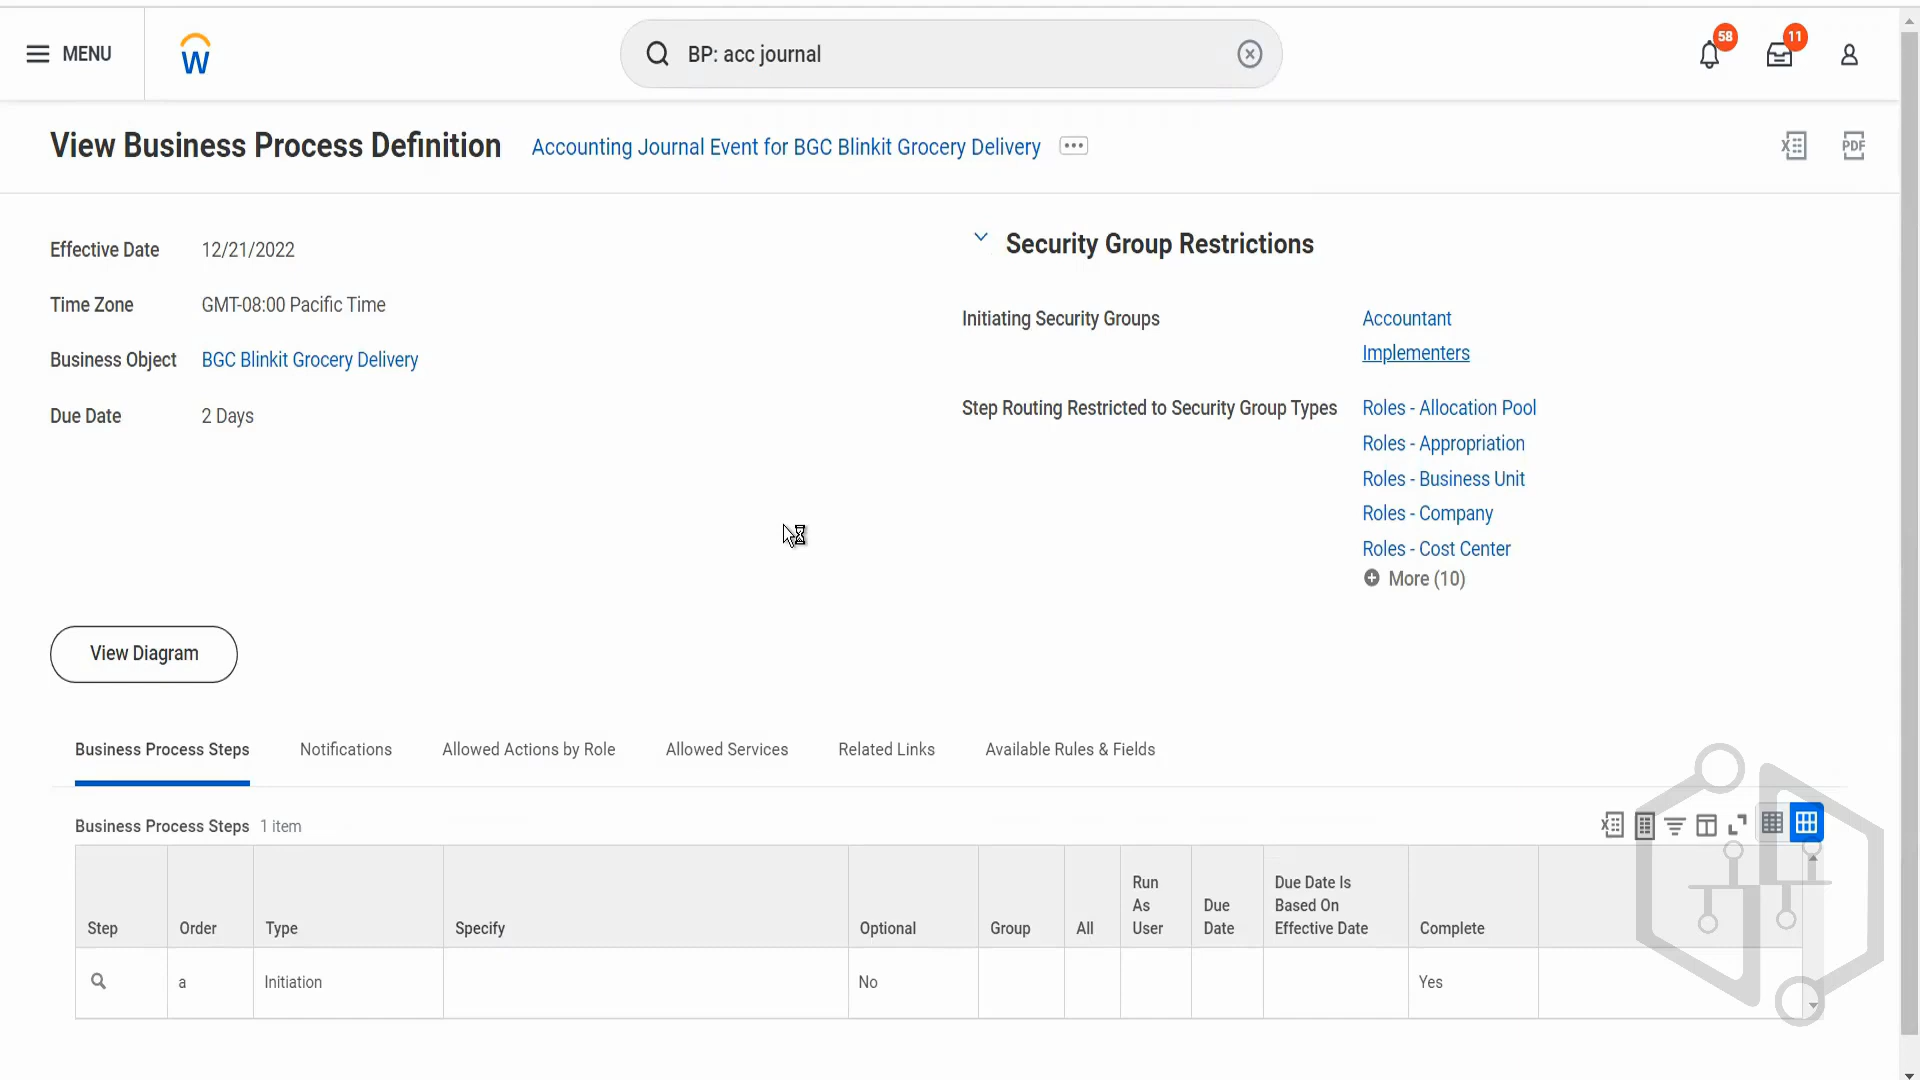 MENU
W
BP: acc journal
58
11
View Business Process Definition
Accounting Journal Event for BGC Blinkit Grocery Delivery
X
PDF
Effective Date
12/21/2022
Time Zone
GMT-08:00 Pacific Time
Business Object
BGC Blinkit Grocery Delivery
Due Date
2 Days
Security Group Restrictions
Initiating Security Groups
Accountant
Implementers
Step Routing Restricted to Security Group Types
Roles - Allocation Pool
Roles - Appropriation
Roles - Business Unit
Roles - Company
Roles - Cost Center
More (10)
View Diagram
Business Process Steps
Notifications
Allowed Actions by Role
Allowed Services
Related Links
Available Rules & Fields
Business Process Steps 1 item
X
Step
Order
Type
Specify
Optional
Group
All
Run
As
User
Due
Date
Due Date Is
Based On
Effective Date
Complete
a
Initiation
No
Yes